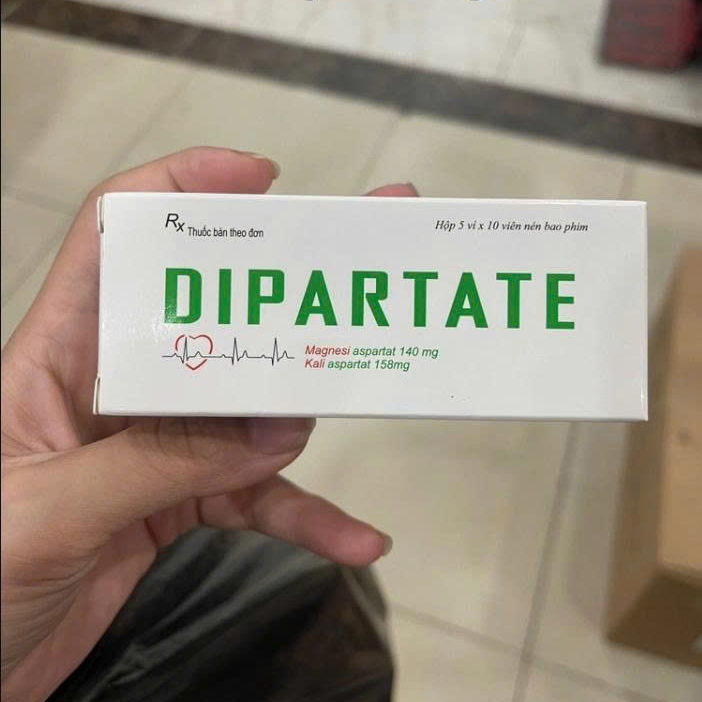 Rx Thuốc bán theo đơn
Hộp 5 vỉ x 10 viên nén bao phim
DIPARTATE
Magnesi aspartat 140 mg
Kali aspartat 158mg